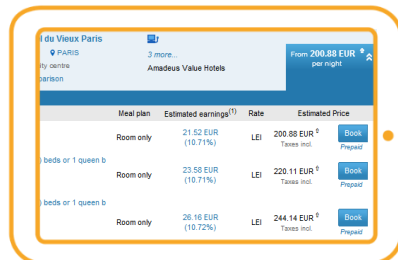 l du Vieux Paris
PARIS
3 more...
ity centre
Amadeus Value Hotels
parison
From 200.88 EUR
per night
Meal plan Estimated earnings(1) Rate Estimated Price
Room only 21.52 EUR (10.71%) LEI 200.88 EUR Taxes incl. Book Prepaid
) beds or 1 queen b
Room only 23.58 EUR (10.71%) LEI 220.11 EUR Taxes incl. Book Prepaid
) beds or 1 queen b
Room only 26.16 EUR (10.72%) LEI 244.14 EUR Taxes incl. Book Prepaid